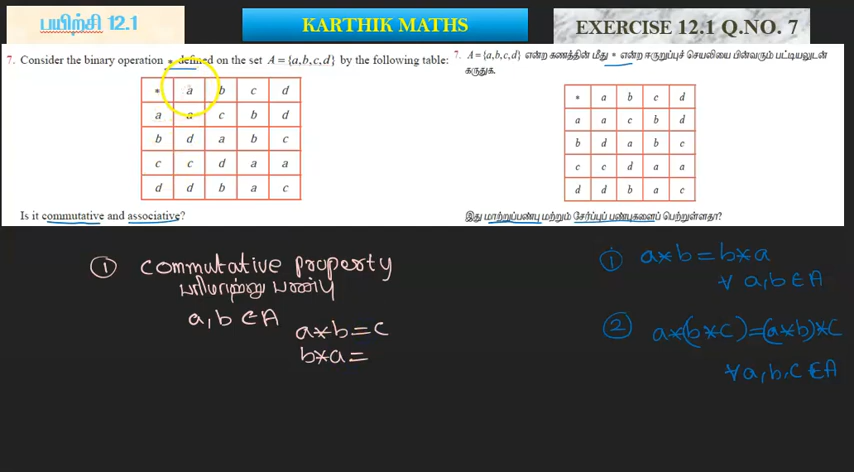 பயிற்சி 12.1
KARTHIK MATHS
EXERCISE 12.1 Q.NO. 7
7. Consider the binary operation * defined on the set A = {a,b,c,d} by the following table:
* a b c d
a a c b d
b d a b c
c c d a a
d d b a c
Is it commutative and associative?
7. A = {a,b,c,d} என்ற கணத்தின் மீது * என்ற ஈருறுப்புச் செயலியை பின்வரும் பட்டியலுடன்
கருதுக.
* a b c d
a a c b d
b d a b c
c c d a a
d d b a c
இது மாற்றுப்பண்பு மற்றும் சேர்ப்புப் பண்புகளைப் பெற்றுள்ளதா?
① commutative property
பரிமாற்று பண்பு
a,b ∈ A
a*b = c
b*a =
① a*b = b*a
∀ a,b ∈ A
② a*(b*c) = (a*b)*c
∀ a,b,c ∈ A